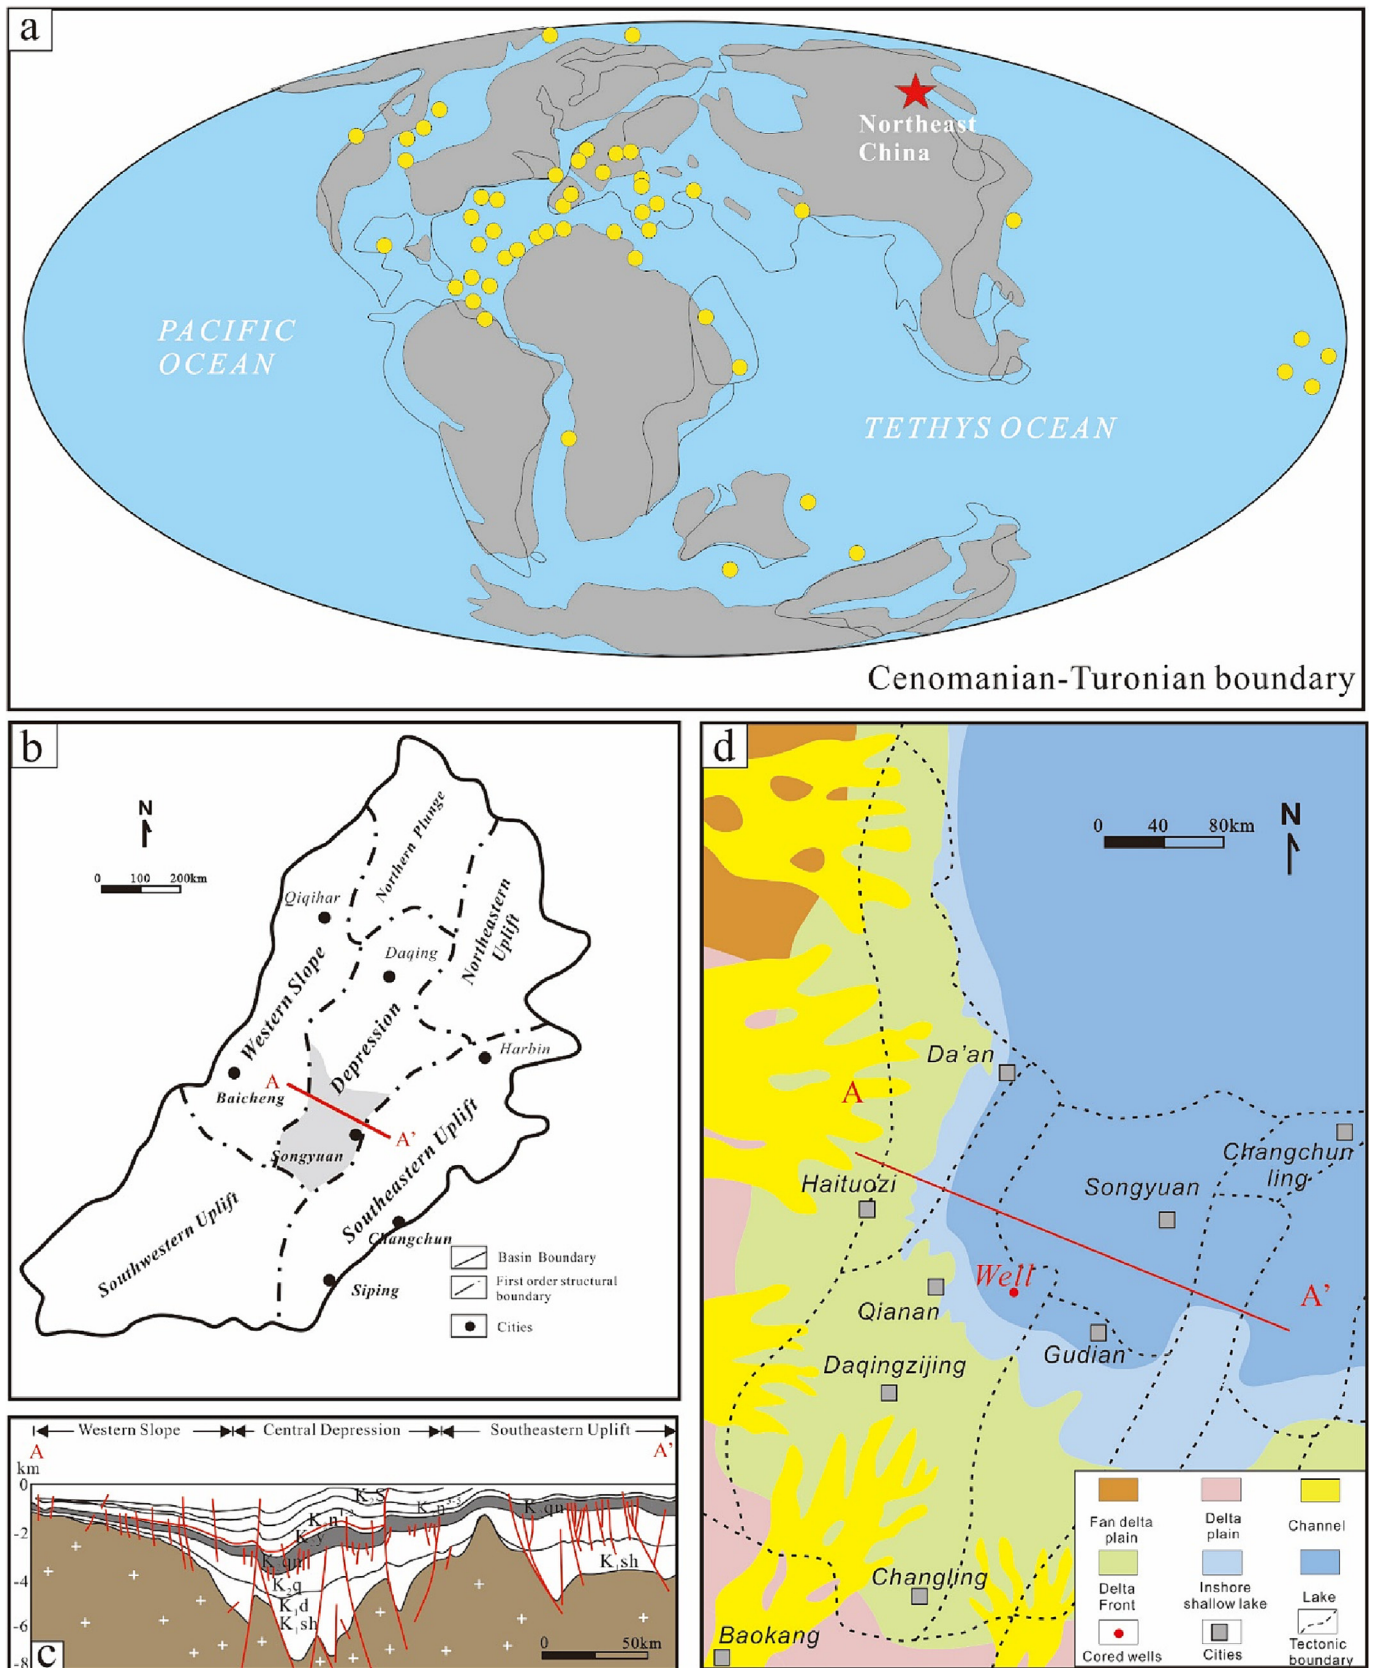 a
Northeast
China
PACIFIC
OCEAN
TETHYS OCEAN
Cenomanian-Turonian boundary
b
N
0 100 200km
Qiqihar
Northern Plunge
Northeastern
Uplift
Daqing
Western Slope
Depression
Harbin
A
Baicheng
A'
Songyuan
Southeastern Uplift
Southwestern Uplift
Changchun
Siping
Basin Boundary
First order structural
boundary
Cities
c
Western Slope
Central Depression
Southeastern Uplift
A
A'
km
0
-2
-4
-6
-8
K₂S
K₂y
K₂q
K₁d
K₁sh
K₁sh
0 50km
d
0 40 80km
N
Da'an
A
Changchun
ling
Haituozi
Songyuan
Well
A'
Qianan
Gudian
Daqingzijing
Changling
Baokang
Fan delta
plain
Delta
plain
Channel
Delta
Front
Inshore
shallow lake
Lake
Cored wells
Cities
Tectonic
boundary